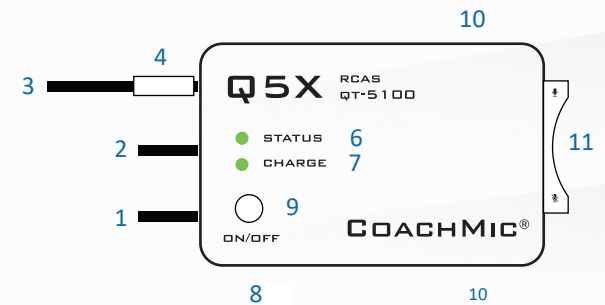 10
4
3
Q5X RCAS
QT-5100
2
STATUS 6
CHARGE 7
11
1
9
ON/OFF
COACHMIC®
8
10